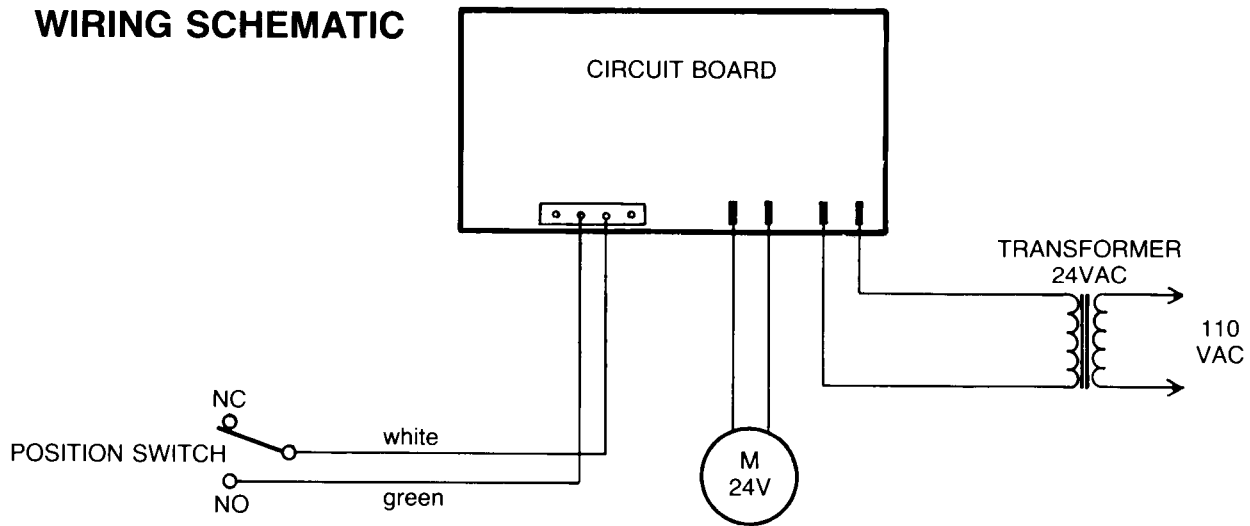 WIRING SCHEMATIC
CIRCUIT BOARD
TRANSFORMER
24VAC
110
VAC
NC
POSITION SWITCH
white
NO
green
M
24V